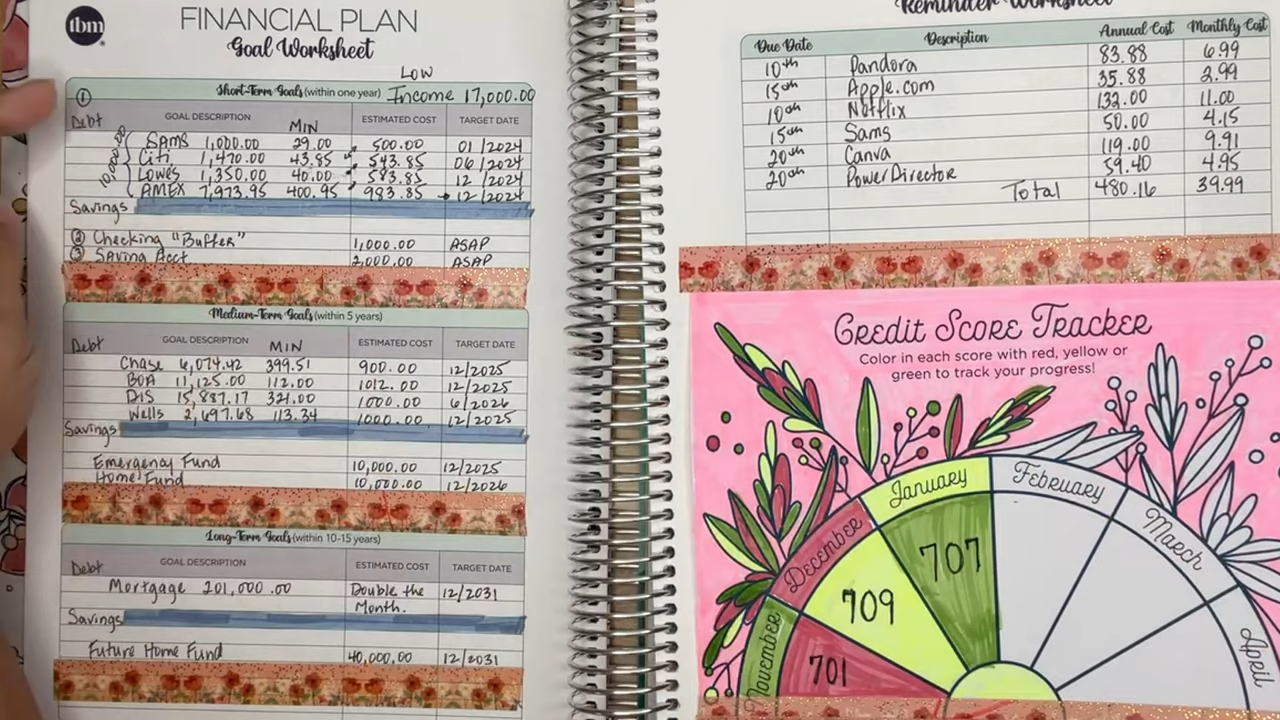 tbm
FINANCIAL PLAN
Goal Worksheet
Low
① Short-Term Goals (within one year) Income 17,000.00
Debt GOAL DESCRIPTION MIN ESTIMATED COST TARGET DATE
Sams 1,000.00 29.00 500.00 01/2024
Citi 1,470.00 43.85 543.85 06/2024
Lowes 1,350.00 40.00 583.85 12/2024
AMEX 7,973.95 400.95 983.85 12/2024
Savings
② Checking "Buffer" 1,000.00 ASAP
③ Saving Acct 2,000.00 ASAP
Medium-Term Goals (within 5 years)
Debt GOAL DESCRIPTION MIN ESTIMATED COST TARGET DATE
Chase 6,074.42 399.51 900.00 12/2025
BOA 11,125.00 112.00 1012.00 12/2025
DIS 15,887.17 321.00 1000.00 6/2026
Wells 2,697.68 113.34 1000.00 12/2025
Savings
Emergency Fund 10,000.00 12/2025
Home Fund 10,000.00 12/2026
Long-Term Goals (within 10-15 years)
Debt GOAL DESCRIPTION ESTIMATED COST TARGET DATE
Mortgage 201,000.00 Double the 12/2031
Month.
Savings
Future Home Fund 40,000.00 12/2031
Reminder Worksheet
Due Date Description Annual Cost Monthly Cost
10th Pandora 83.88 6.99
15th Apple.com 35.88 2.99
10th Netflix 132.00 11.00
15th Sams 50.00 4.15
20th Canva 119.00 9.91
20th PowerDirector 59.40 4.95
Total 480.16 39.99
Credit Score Tracker
Color in each score with red, yellow or
green to track your progress!
November
December
January
February
March
April
701
709
707